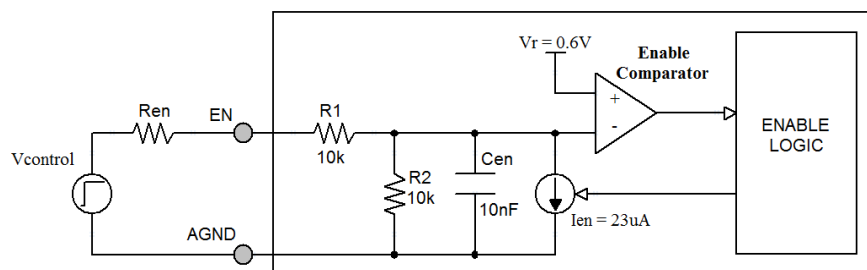 Vr = 0.6V
Enable
Comparator
+
-
ENABLE
LOGIC
Ren
EN
R1
10k
Vcontrol
R2
10k
Cen
10nF
Ien = 23uA
AGND